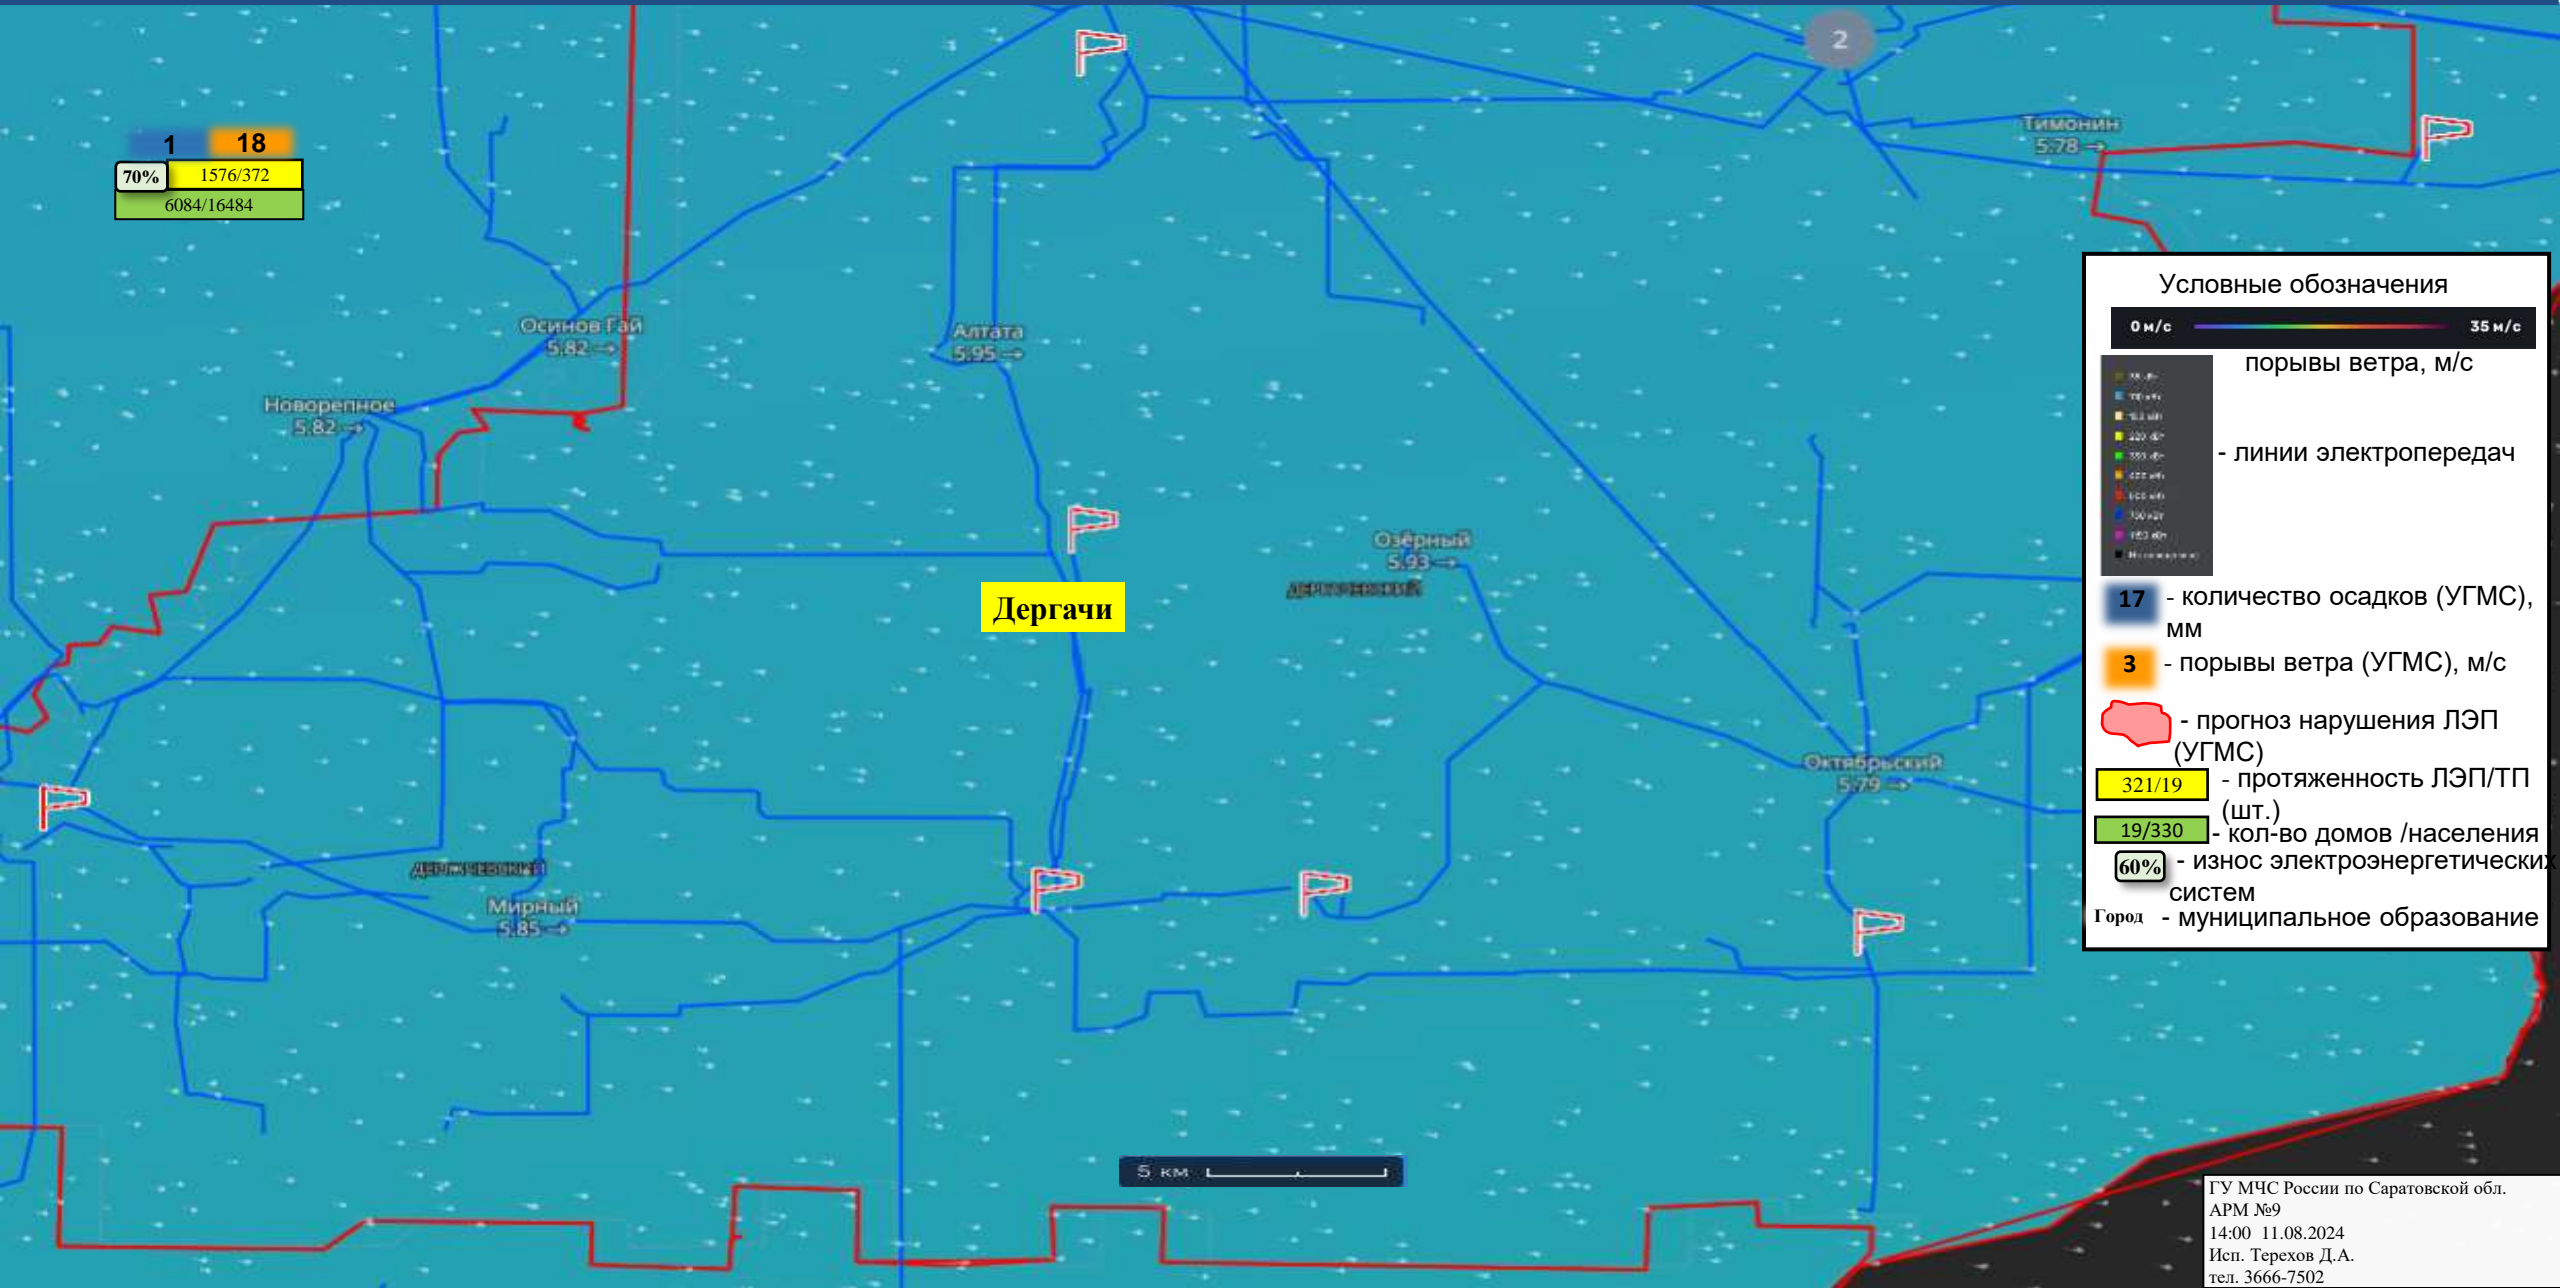 2
Тимонин
5.78 →
1 18
70% 1576/372
6084/16484
Осинов Гай
5.82 →
Алтата
5.95 →
Новорепное
5.82 →
Озёрный
5.93 →
ДЕРГАЧЕВСКИЙ
Дергачи
Октябрьский
5.79 →
Мирный
5.85 →
5 км
Условные обозначения
0 м/с 35 м/с
порывы ветра, м/с
- линии электропередач
17 - количество осадков (УГМС),
мм
3 - порывы ветра (УГМС), м/с
- прогноз нарушения ЛЭП
(УГМС)
321/19 - протяженность ЛЭП/ТП
(шт.)
19/330 - кол-во домов /населения
60% - износ электроэнергетических
систем
Город - муниципальное образование
ГУ МЧС России по Саратовской обл.
АРМ №9
14:00 11.08.2024
Исп. Терехов Д.А.
тел. 3666-7502